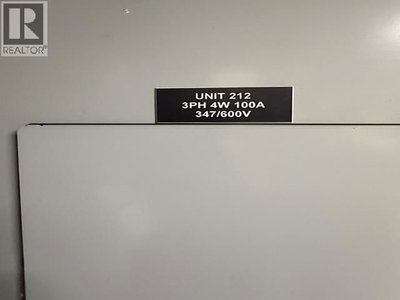 REALTOR®
UNIT 212
3PH 4W 100A
347/600V